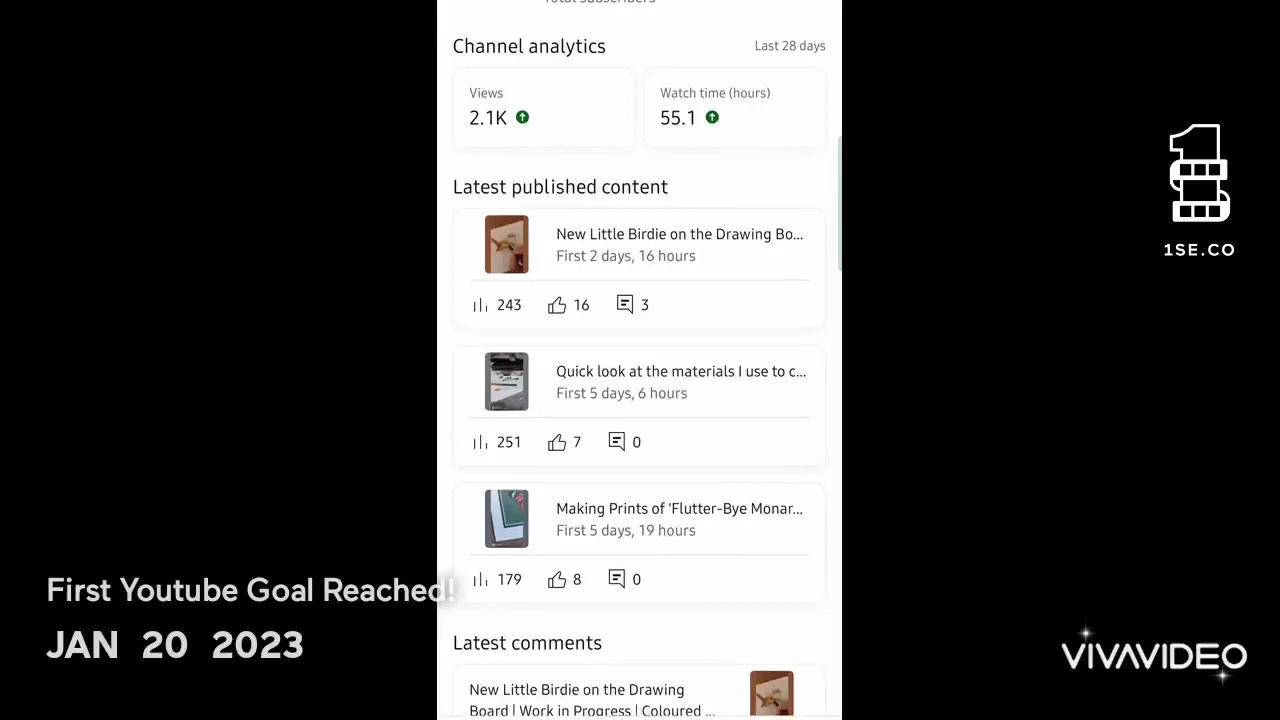 Total subscribers
Channel analytics
Last 28 days
Views
Watch time (hours)
2.1K
55.1
Latest published content
New Little Birdie on the Drawing Bo...
First 2 days, 16 hours
243 16 3
Quick look at the materials I use to c...
First 5 days, 6 hours
251 7 0
Making Prints of 'Flutter-Bye Monar...
First 5 days, 19 hours
179 8 0
Latest comments
New Little Birdie on the Drawing
Board | Work in Progress | Coloured ...
First Youtube Goal Reached!
JAN 20 2023
1SE.CO
VIVAVIDEO